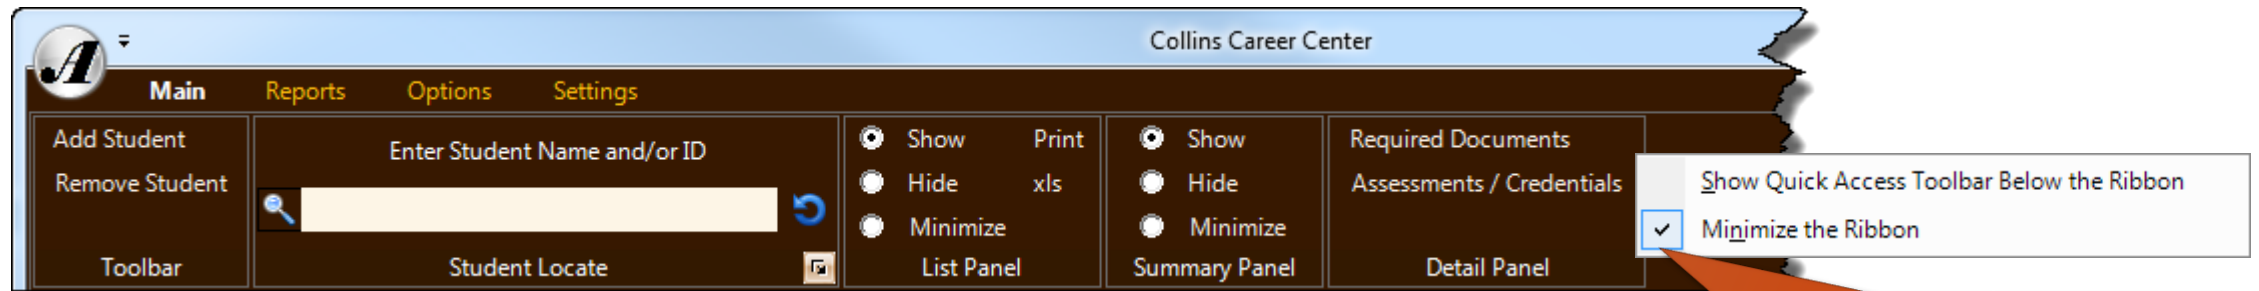 A
Collins Career Center
Main Reports Options Settings
Add Student
Remove Student
Toolbar
Enter Student Name and/or ID
Student Locate
Show Print
Hide xls
Minimize
List Panel
Show
Hide
Minimize
Summary Panel
Required Documents
Assessments / Credentials
Detail Panel
Show Quick Access Toolbar Below the Ribbon
Minimize the Ribbon